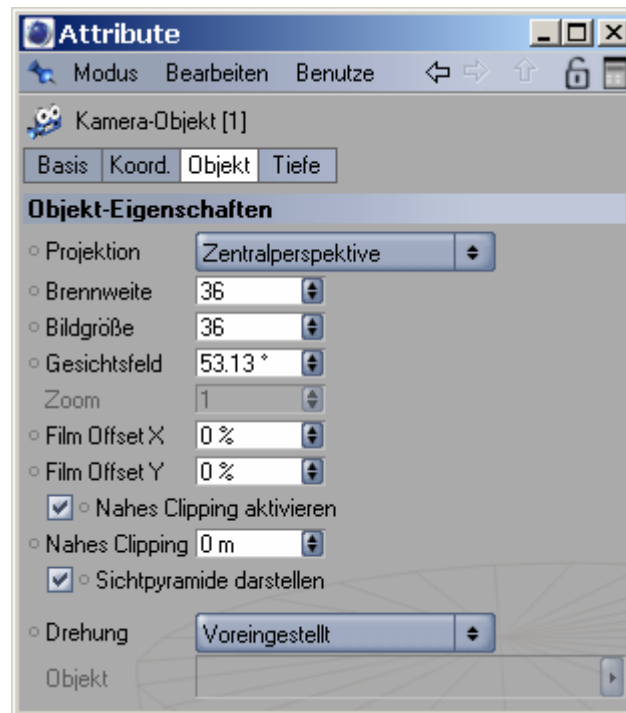 Attribute
Modus Bearbeiten Benutze
Kamera-Objekt [1]
Basis Koord. Objekt Tiefe
Objekt-Eigenschaften
Projektion Zentralperspektive
Brennweite 36
Bildgröße 36
Gesichtsfeld 53.13 °
Zoom 1
Film Offset X 0 %
Film Offset Y 0 %
Nahes Clipping aktivieren
Nahes Clipping 0 m
Sichtpyramide darstellen
Drehung Voreingestellt
Objekt